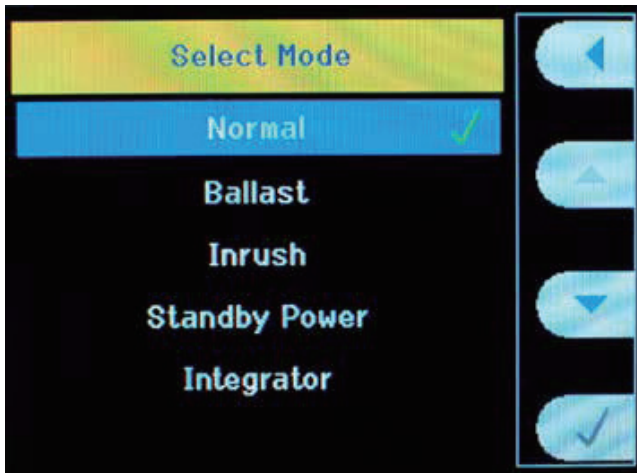 Select Mode
Normal
Ballast
Inrush
Standby Power
Integrator